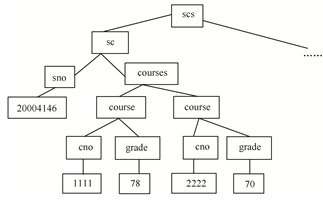 scs
sc
sno
courses
......
20004146
course
course
cno
grade
cno
grade
1111
78
2222
70